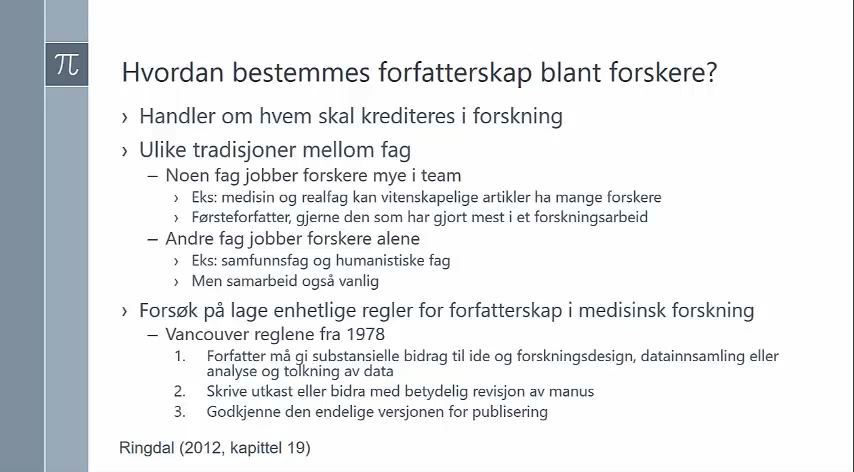 π
Hvordan bestemmes forfatterskap blant forskere?
› Handler om hvem skal krediteres i forskning
› Ulike tradisjoner mellom fag
– Noen fag jobber forskere mye i team
› Eks: medisin og realfag kan vitenskapelige artikler ha mange forskere
› Førsteforfatter, gjerne den som har gjort mest i et forskningsarbeid
– Andre fag jobber forskere alene
› Eks: samfunnsfag og humanistiske fag
› Men samarbeid også vanlig
› Forsøk på lage enhetlige regler for forfatterskap i medisinsk forskning
– Vancouver reglene fra 1978
1. Forfatter må gi substansielle bidrag til ide og forskningsdesign, datainnsamling eller
analyse og tolkning av data
2. Skrive utkast eller bidra med betydelig revisjon av manus
3. Godkjenne den endelige versjonen for publisering
Ringdal (2012, kapittel 19)